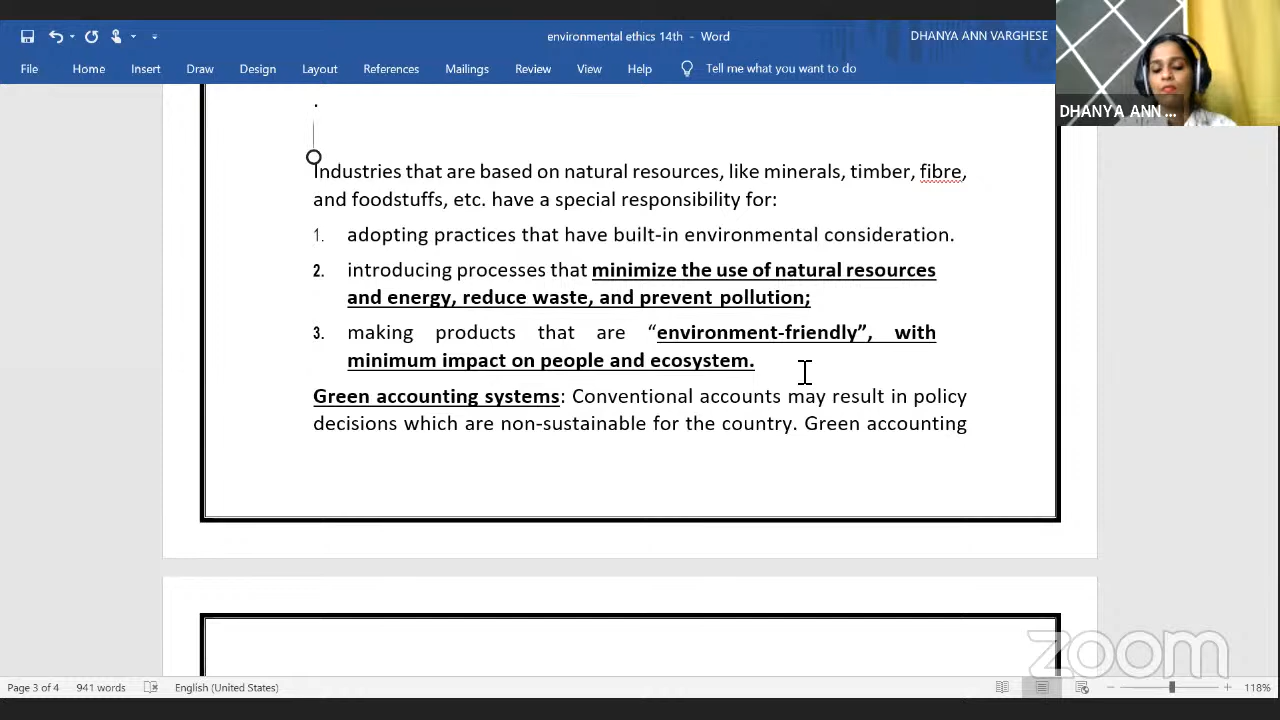 environmental ethics 14th - Word
DHANYA ANN VARGHESE
File Home Insert Draw Design Layout References Mailings Review View Help Tell me what you want to do
DHANYA ANN ...
.
Industries that are based on natural resources, like minerals, timber, fibre,
and foodstuffs, etc. have a special responsibility for:
1. adopting practices that have built-in environmental consideration.
2. introducing processes that minimize the use of natural resources
and energy, reduce waste, and prevent pollution;
3. making products that are “environment-friendly”, with
minimum impact on people and ecosystem.
Green accounting systems: Conventional accounts may result in policy
decisions which are non-sustainable for the country. Green accounting
zoom
Page 3 of 4 941 words English (United States) 118%